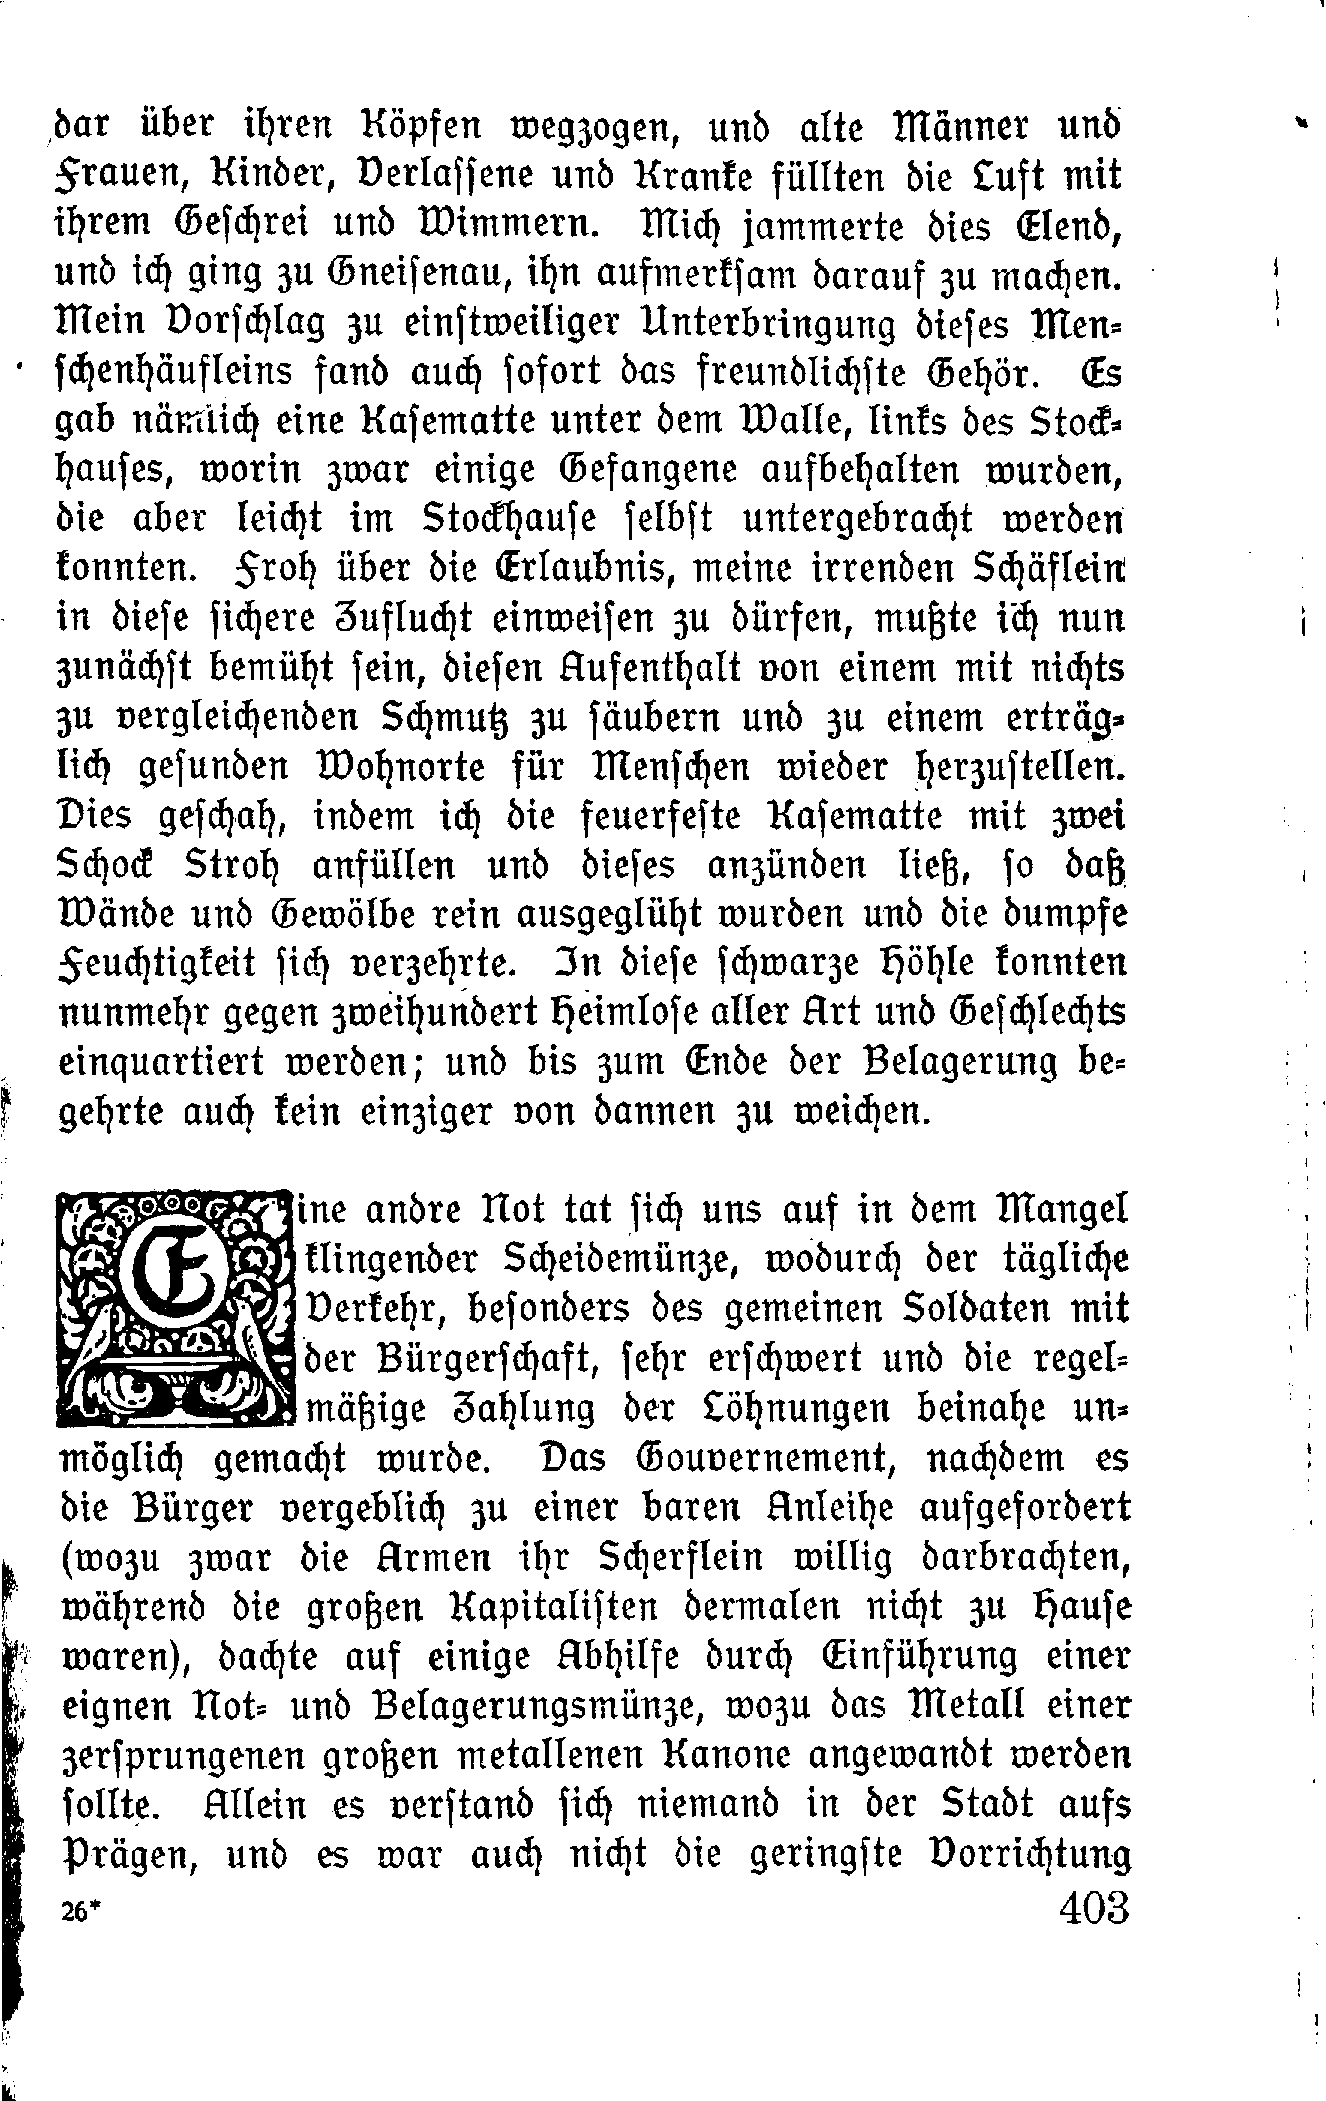 dar über ihren Köpfen wegzogen, und alte Männer und
Frauen, Kinder, Verlassene und Kranke füllten die Luft mit
ihrem Geschrei und Wimmern. Mich jammerte dies Elend,
und ich ging zu Gneisenau, ihn aufmerksam darauf zu machen.
Mein Vorschlag zu einstweiliger Unterbringung dieses Men-
schenhäufleins fand auch sofort das freundlichste Gehör. Es
gab nämlich eine Kasematte unter dem Walle, links des Stock-
hauses, worin zwar einige Gefangene aufbehalten wurden,
die aber leicht im Stockhause selbst untergebracht werden
konnten. Froh über die Erlaubnis, meine irrenden Schäflein
in diese sichere Zuflucht einweisen zu dürfen, mußte ich nun
zunächst bemüht sein, diesen Aufenthalt von einem mit nichts
zu vergleichenden Schmutz zu säubern und zu einem erträg-
lich gesunden Wohnorte für Menschen wieder herzustellen.
Dies geschah, indem ich die feuerfeste Kasematte mit zwei
Schock Stroh anfüllen und dieses anzünden ließ, so daß
Wände und Gewölbe rein ausgeglüht wurden und die dumpfe
Feuchtigkeit sich verzehrte. In diese schwarze Höhle konnten
nunmehr gegen zweihundert Heimlose aller Art und Geschlechts
einquartiert werden; und bis zum Ende der Belagerung be-
gehrte auch kein einziger von dannen zu weichen.
Eine andre Not tat sich uns auf in dem Mangel
klingender Scheidemünze, wodurch der tägliche
Verkehr, besonders des gemeinen Soldaten mit
der Bürgerschaft, sehr erschwert und die regel-
mäßige Zahlung der Löhnungen beinahe un-
möglich gemacht wurde. Das Gouvernement, nachdem es
die Bürger vergeblich zu einer baren Anleihe aufgefordert
(wozu zwar die Armen ihr Scherflein willig darbrachten,
während die großen Kapitalisten dermalen nicht zu Hause
waren), dachte auf einige Abhilfe durch Einführung einer
eignen Not- und Belagerungsmünze, wozu das Metall einer
zersprungenen großen metallenen Kanone angewandt werden
sollte. Allein es verstand sich niemand in der Stadt aufs
Prägen, und es war auch nicht die geringste Vorrichtung
26* 403